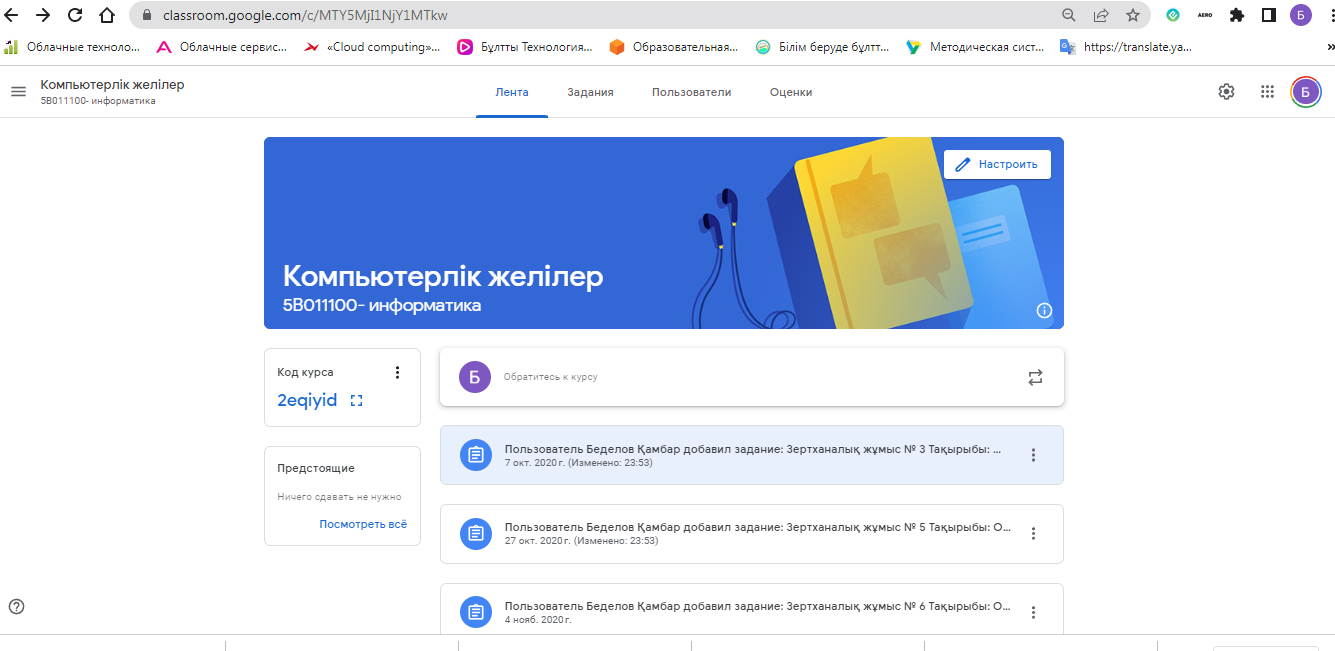 classroom.google.com/c/MTY5MjI1NjY1MTkw
AERO
Б
Облачные техноло...
Облачные сервис...
«Cloud computing»...
Бұлтты Технология...
Образовательная...
Білім беруде бұлтт...
Методическая сист...
https://translate.ya...
»
Компьютерлік желілер
5B011100- информатика
Лента
Задания
Пользователи
Оценки
Б
Настроить
Компьютерлік желілер
5B011100- информатика
Код курса
2eqiyid
Б
Обратитесь к курсу
Предстоящие
Ничего сдавать не нужно
Посмотреть всё
Пользователь Беделов Қамбар добавил задание: Зертханалық жұмыс № 3 Тақырыбы: ...
7 окт. 2020 г. (Изменено: 23:53)
Пользователь Беделов Қамбар добавил задание: Зертханалық жұмыс № 5 Тақырыбы: О...
27 окт. 2020 г. (Изменено: 23:53)
Пользователь Беделов Қамбар добавил задание: Зертханалық жұмыс № 6 Тақырыбы: О...
4 нояб. 2020 г.